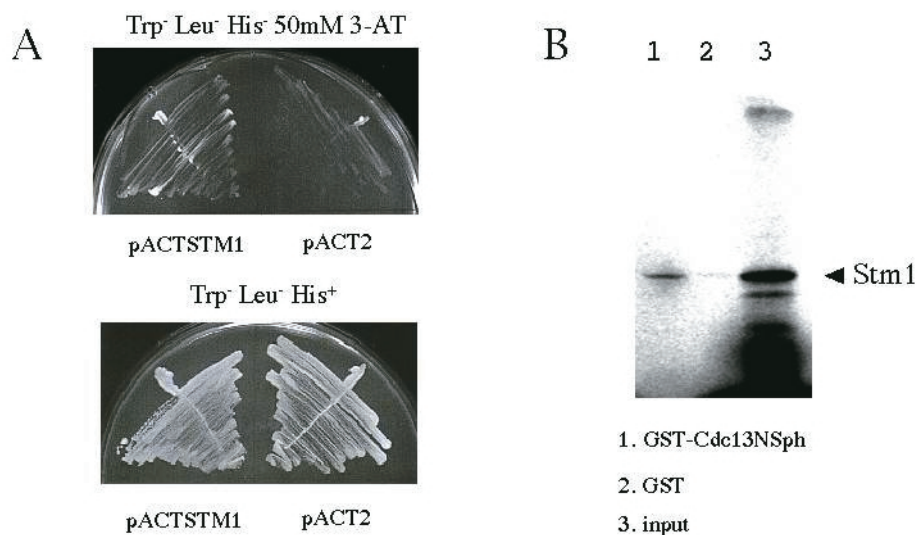 A
Trp⁻ Leu⁻ His⁻ 50mM 3-AT
pACTSTM1 pACT2
Trp⁻ Leu⁻ His⁺
pACTSTM1 pACT2
B
1 2 3
◄ Stm1
1. GST-Cdc13NSph
2. GST
3. input